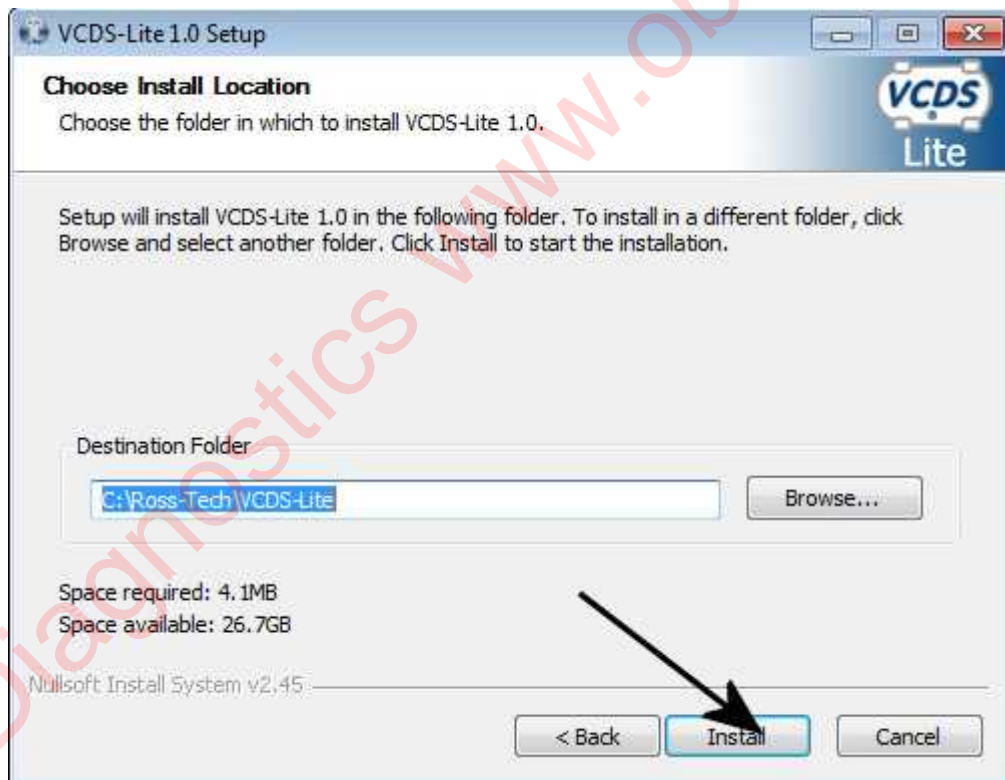 VCDS-Lite 1.0 Setup
Choose Install Location
Choose the folder in which to install VCDS-Lite 1.0.
VCDS
Lite
Setup will install VCDS-Lite 1.0 in the following folder. To install in a different folder, click
Browse and select another folder. Click Install to start the installation.
Destination Folder
C:\Ross-Tech\VCDS-Lite
Browse...
Space required: 4.1MB
Space available: 26.7GB
Nullsoft Install System v2.45
< Back
Install
Cancel
Diagnostics www.ob